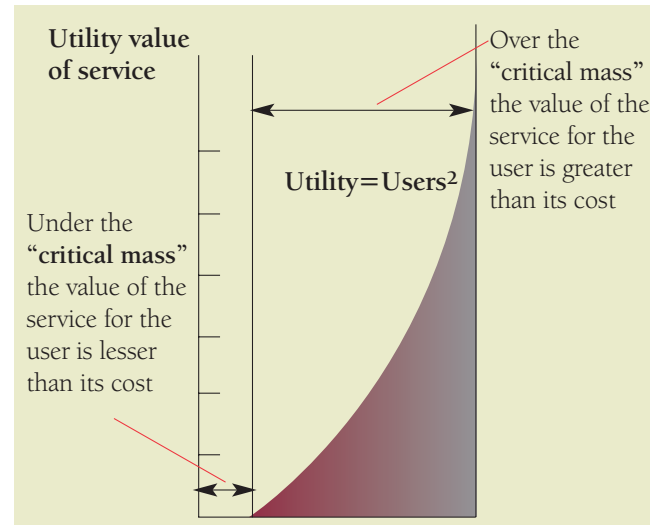 Utility value
of service
Over the
“critical mass”
the value of the
service for the
user is greater
than its cost
Utility=Users²
Under the
“critical mass”
the value of the
service for the
user is lesser
than its cost